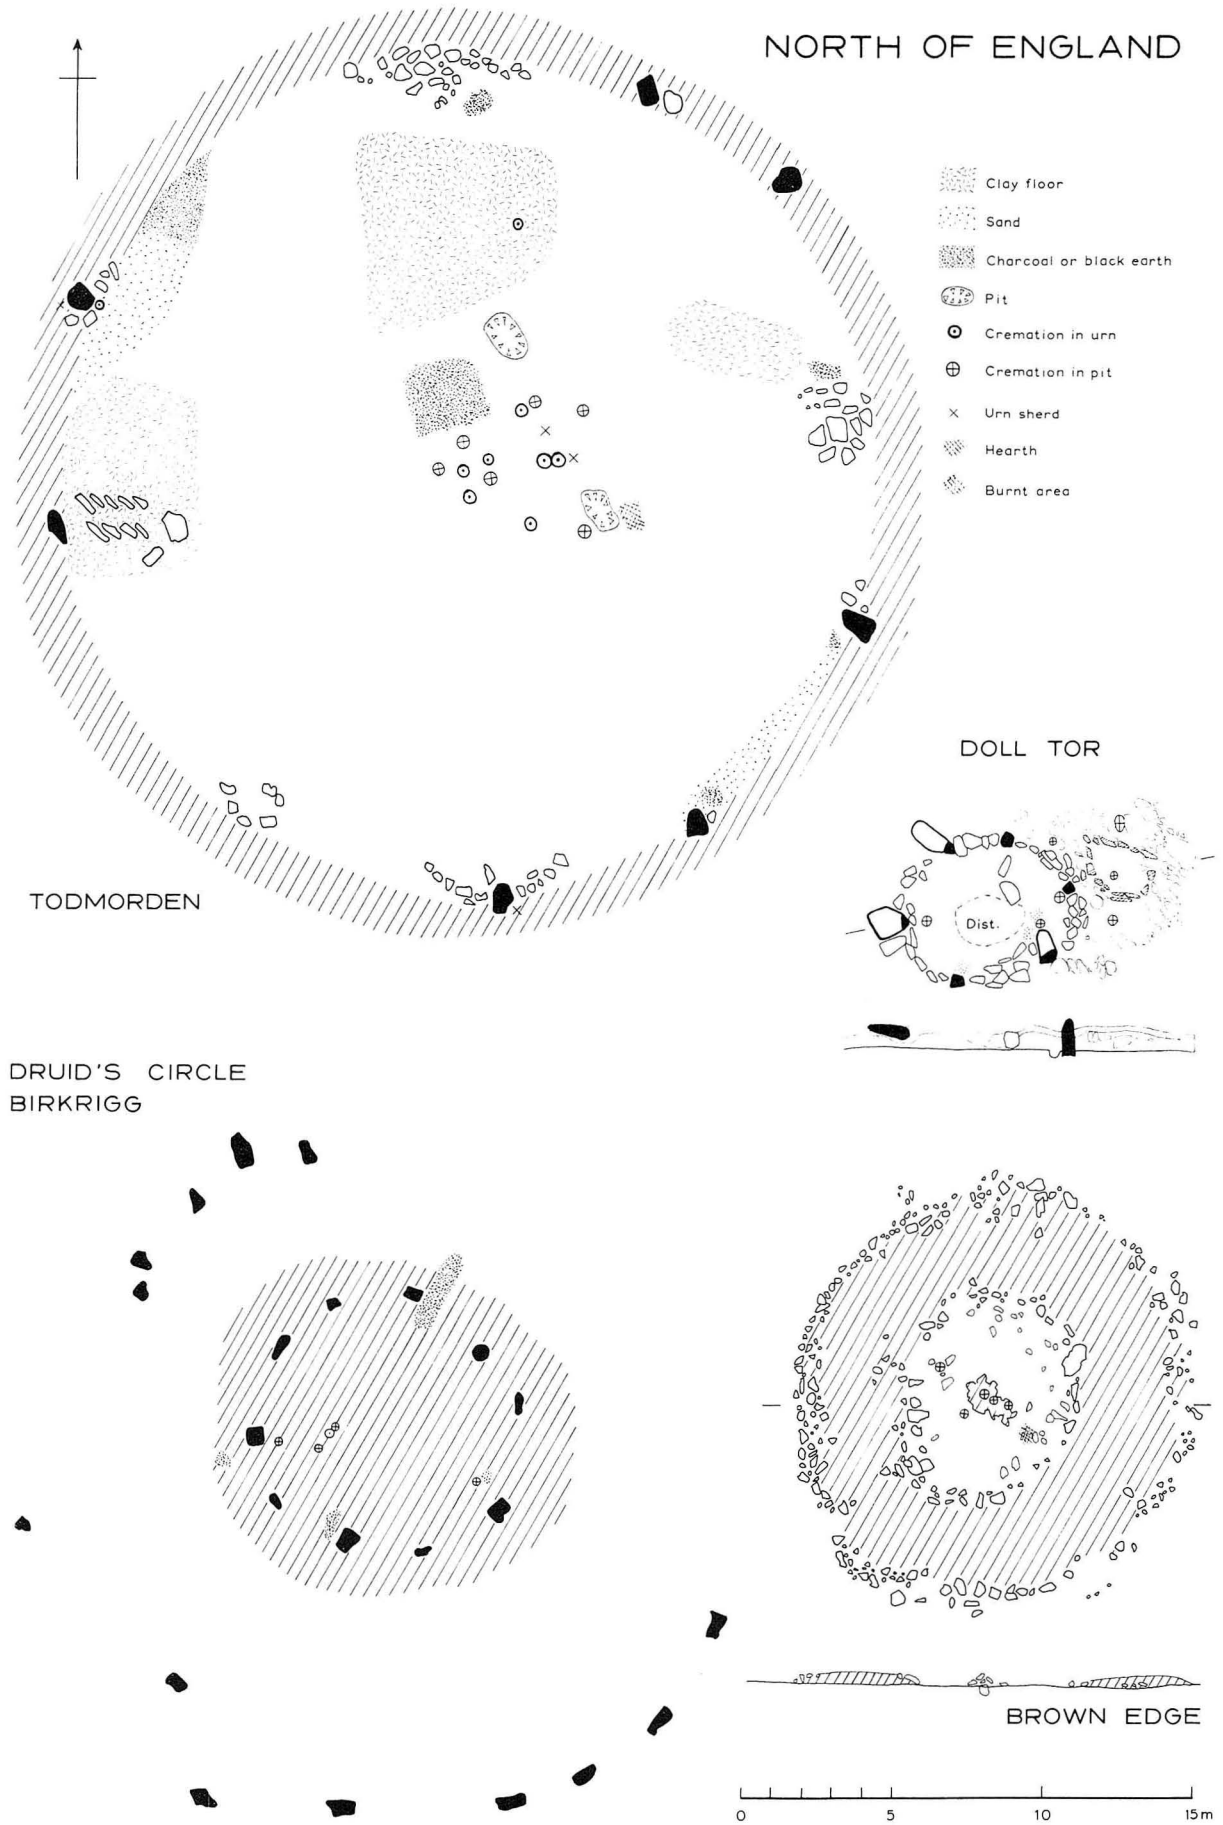 NORTH OF ENGLAND
Clay floor
Sand
Charcoal or black earth
Pit
Cremation in urn
Cremation in pit
Urn sherd
Hearth
Burnt area
DOLL TOR
TODMORDEN
Dist.
DRUID'S CIRCLE
BIRKRIGG
BROWN EDGE
0 5 10 15m